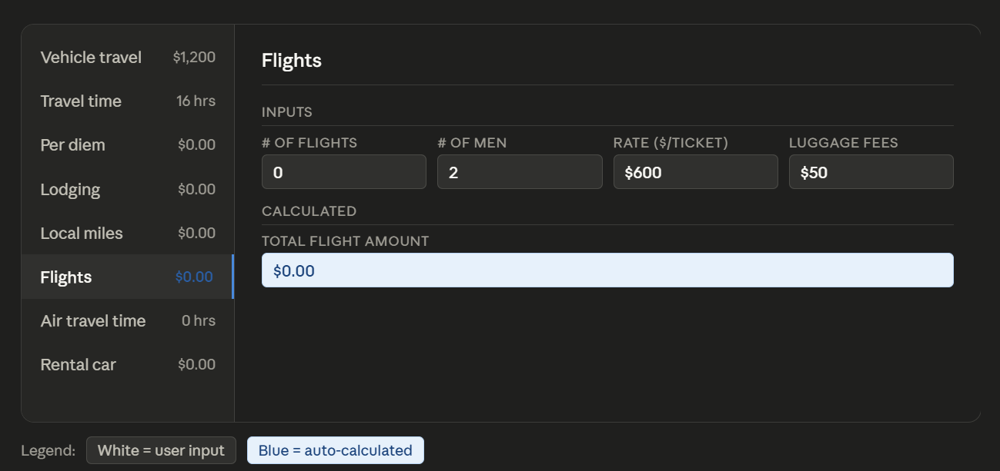 Vehicle travel $1,200
Travel time 16 hrs
Per diem $0.00
Lodging $0.00
Local miles $0.00
Flights $0.00
Air travel time 0 hrs
Rental car $0.00
Flights
INPUTS
# OF FLIGHTS # OF MEN RATE ($/TICKET) LUGGAGE FEES
0 2 $600 $50
CALCULATED
TOTAL FLIGHT AMOUNT
$0.00
Legend: White = user input Blue = auto-calculated